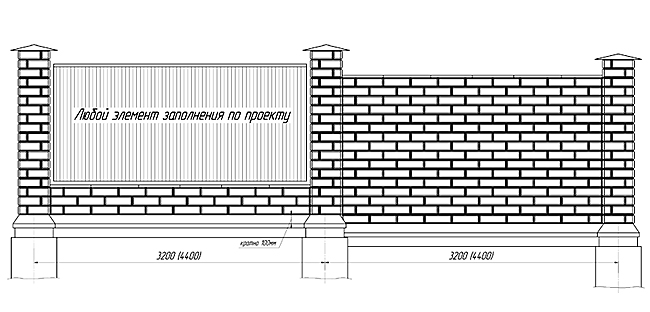 Любой элемент заполнения по проекту
кратно 100мм
3200 (4400)
3200 (4400)